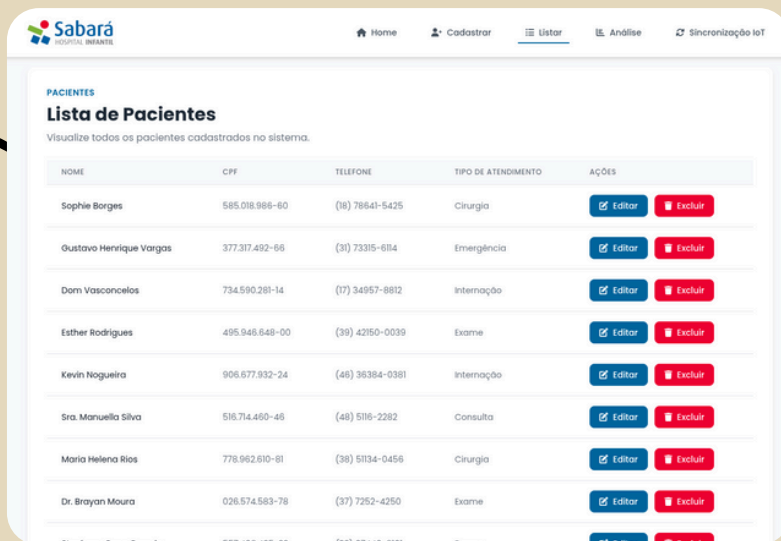 Sabará
HOSPITAL INFANTIL
Home Cadastrar Listar Análise Sincronização IoT
PACIENTES
Lista de Pacientes
Visualize todos os pacientes cadastrados no sistema.
NOME CPF TELEFONE TIPO DE ATENDIMENTO AÇÕES
Sophie Borges 585.018.986-60 (18) 78641-5425 Cirurgia Editar Excluir
Gustavo Henrique Vargas 377.317.492-66 (31) 73315-6114 Emergência Editar Excluir
Dom Vasconcelos 734.590.281-14 (17) 34957-8812 Internação Editar Excluir
Esther Rodrigues 495.946.648-00 (39) 42150-0039 Exame Editar Excluir
Kevin Nogueira 906.677.932-24 (46) 36384-0381 Internação Editar Excluir
Sra. Manuella Silva 516.714.460-46 (48) 5116-2282 Consulta Editar Excluir
Maria Helena Rios 778.962.610-81 (38) 51134-0456 Cirurgia Editar Excluir
Dr. Brayan Moura 026.574.583-78 (37) 7252-4250 Exame Editar Excluir